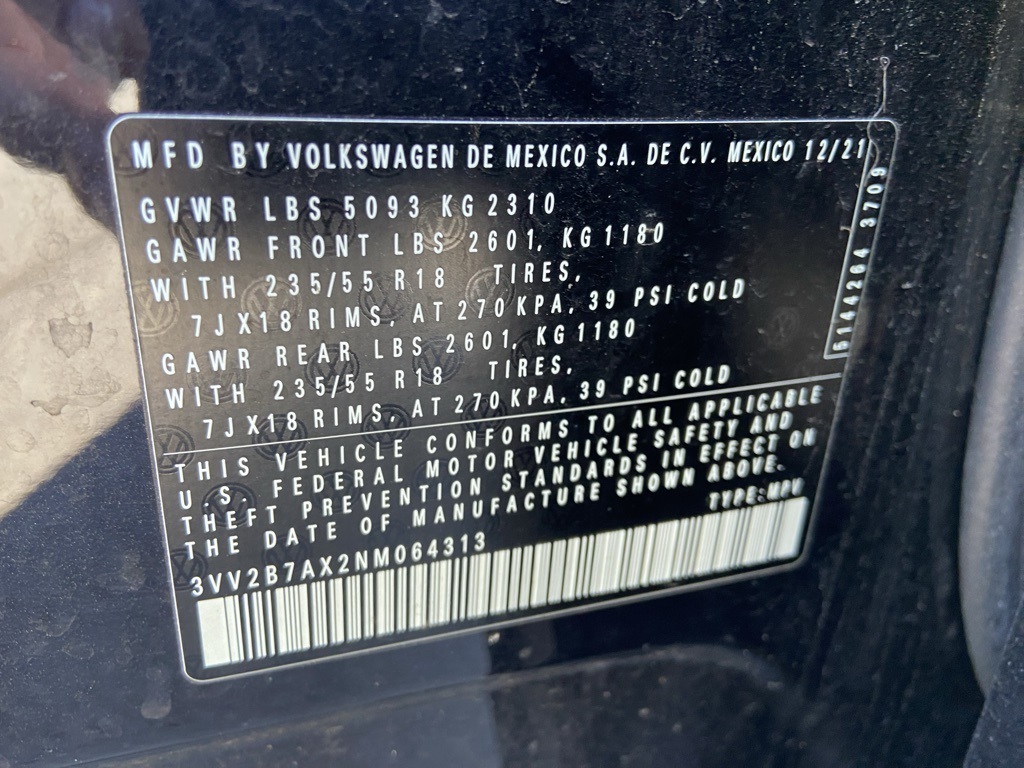 MFD BY VOLKSWAGEN DE MEXICO S.A. DE C.V. MEXICO 12/21
GVWR LBS 5093 KG 2310
GAWR FRONT LBS 2601, KG 1180
WITH 235/55 R18 TIRES,
7JX18 RIMS, AT 270 KPA, 39 PSI COLD
GAWR REAR LBS 2601, KG 1180
WITH 235/55 R18 TIRES,
7JX18 RIMS, AT 270 KPA, 39 PSI COLD
THIS VEHICLE CONFORMS TO ALL APPLICABLE
U.S. FEDERAL MOTOR VEHICLE SAFETY AND
THEFT PREVENTION STANDARDS IN EFFECT ON
THE DATE OF MANUFACTURE SHOWN ABOVE.
TYPE:MPV
3VV2B7AX2NM064313
5144264 3709